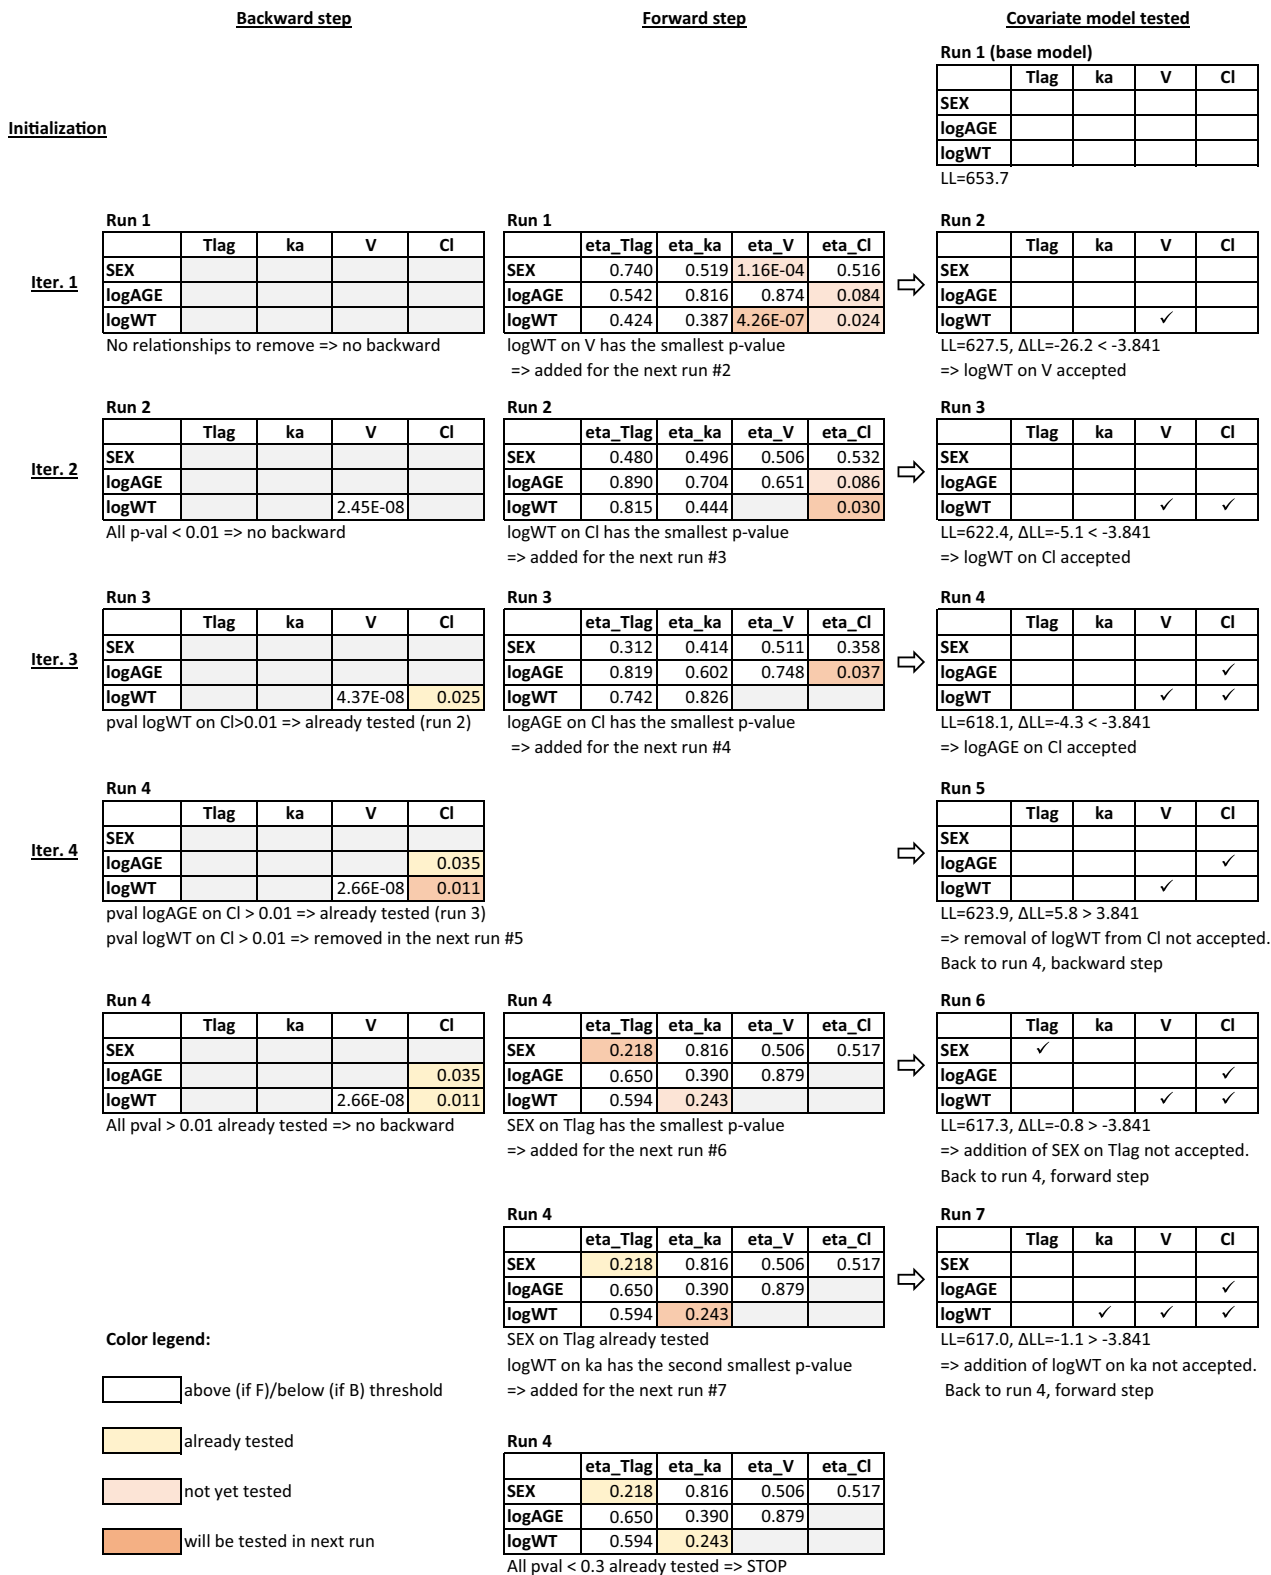 Backward step Forward step Covariate model tested
Run 1 (base model)
Tlag ka V Cl
SEX
Initialization
logAGE
logWT
LL=653.7
Run 1 Run 1 Run 2
Tlag ka V Cl eta_Tlag eta_ka eta_V eta_Cl Tlag ka V Cl
SEX SEX 0.740 0.519 1.16E-04 0.516 SEX
Iter. 1
logAGE logAGE 0.542 0.816 0.874 0.084 logAGE
logWT logWT 0.424 0.387 4.26E-07 0.024 logWT ✓
No relationships to remove => no backward logWT on V has the smallest p-value LL=627.5, ΔLL=-26.2 < -3.841
=> added for the next run #2 => logWT on V accepted
Run 2 Run 2 Run 3
Tlag ka V Cl eta_Tlag eta_ka eta_V eta_Cl Tlag ka V Cl
SEX SEX 0.480 0.496 0.506 0.532 SEX
Iter. 2
logAGE logAGE 0.890 0.704 0.651 0.086 logAGE
logWT 2.45E-08 logWT 0.815 0.444 0.030 logWT ✓ ✓
All p-val < 0.01 => no backward logWT on Cl has the smallest p-value LL=622.4, ΔLL=-5.1 < -3.841
=> added for the next run #3 => logWT on Cl accepted
Run 3 Run 3 Run 4
Tlag ka V Cl eta_Tlag eta_ka eta_V eta_Cl Tlag ka V Cl
SEX SEX 0.312 0.414 0.511 0.358 SEX
Iter. 3
logAGE logAGE 0.819 0.602 0.748 0.037 logAGE ✓
logWT 4.37E-08 0.025 logWT 0.742 0.826 logWT ✓ ✓
pval logWT on Cl>0.01 => already tested (run 2) logAGE on Cl has the smallest p-value LL=618.1, ΔLL=-4.3 < -3.841
=> added for the next run #4 => logAGE on Cl accepted
Run 4 Run 5
Tlag ka V Cl Tlag ka V Cl
SEX SEX
Iter. 4
logAGE 0.035 logAGE ✓
logWT 2.66E-08 0.011 logWT ✓
pval logAGE on Cl > 0.01 => already tested (run 3) LL=623.9, ΔLL=5.8 > 3.841
pval logWT on Cl > 0.01 => removed in the next run #5 => removal of logWT from Cl not accepted.
Back to run 4, backward step
Run 4 Run 4 Run 6
Tlag ka V Cl eta_Tlag eta_ka eta_V eta_Cl Tlag ka V Cl
SEX SEX 0.218 0.816 0.506 0.517 SEX ✓
logAGE 0.035 logAGE 0.650 0.390 0.879 logAGE ✓
logWT 2.66E-08 0.011 logWT 0.594 0.243 logWT ✓ ✓
All pval > 0.01 already tested => no backward SEX on Tlag has the smallest p-value LL=617.3, ΔLL=-0.8 > -3.841
=> added for the next run #6 => addition of SEX on Tlag not accepted.
Back to run 4, forward step
Run 4 Run 7
eta_Tlag eta_ka eta_V eta_Cl Tlag ka V Cl
SEX 0.218 0.816 0.506 0.517 SEX
logAGE 0.650 0.390 0.879 logAGE ✓
logWT 0.594 0.243 logWT ✓ ✓ ✓
Color legend: SEX on Tlag already tested LL=617.0, ΔLL=-1.1 > -3.841
logWT on ka has the second smallest p-value => addition of logWT on ka not accepted.
above (if F)/below (if B) threshold => added for the next run #7 Back to run 4, forward step
already tested Run 4
eta_Tlag eta_ka eta_V eta_Cl
not yet tested SEX 0.218 0.816 0.506 0.517
logAGE 0.650 0.390 0.879
will be tested in next run logWT 0.594 0.243
All pval < 0.3 already tested => STOP